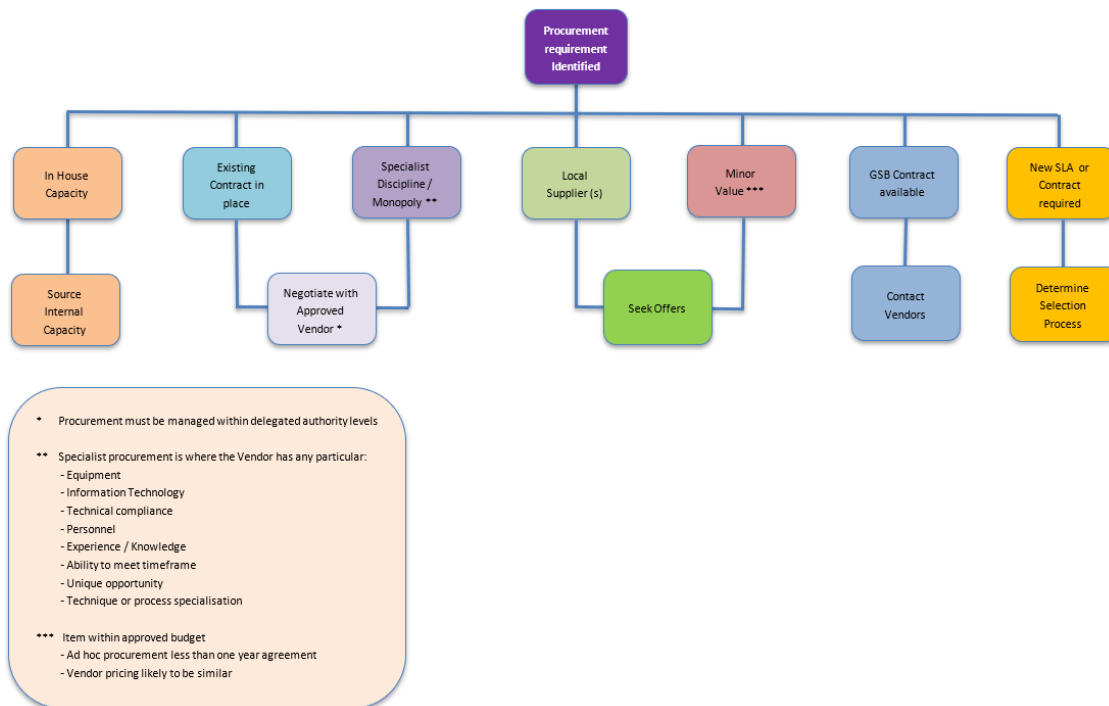 Procurement
requirement
Identified
In House
Capacity
Existing
Contract in
place
Specialist
Discipline /
Monopoly **
Local
Supplier (s)
Minor
Value ***
GSB Contract
available
New SLA or
Contract
required
Source
Internal
Capacity
Negotiate with
Approved
Vendor *
Seek Offers
Contact
Vendors
Determine
Selection
Process
* Procurement must be managed within delegated authority levels
** Specialist procurement is where the Vendor has any particular:
- Equipment
- Information Technology
- Technical compliance
- Personnel
- Experience / Knowledge
- Ability to meet timeframe
- Unique opportunity
- Technique or process specialisation
*** Item within approved budget
- Ad hoc procurement less than one year agreement
- Vendor pricing likely to be similar